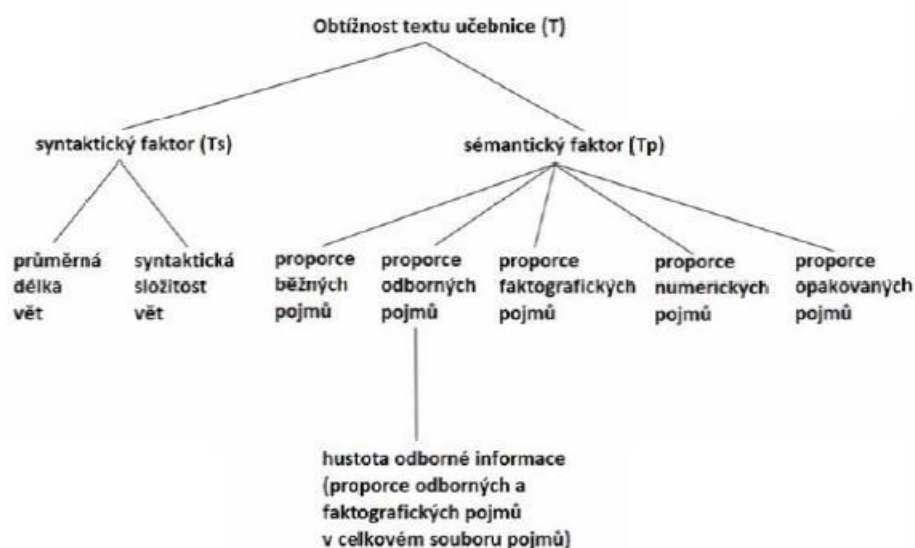 Obtížnost textu učebnice (T)
syntaktický faktor (Ts)
sémantický faktor (Tp)
průměrná
délka
vět
syntaktická
složitost
vět
proporce
běžných
pojmů
proporce
odborných
pojmů
proporce
faktografických
pojmů
proporce
numerických
pojmů
proporce
opakovaných
pojmů
hustota odborné informace
(proporce odborných a
faktografických pojmů
v celkovém souboru pojmů)